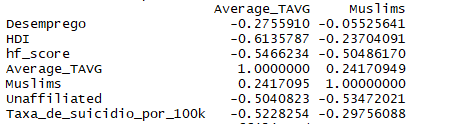 Average_TAVG Muslims
Desemprego -0.2755910 -0.05525641
HDI -0.6135787 -0.23704091
hf_score -0.5466234 -0.50486170
Average_TAVG 1.0000000 0.24170949
Muslims 0.2417095 1.00000000
Unaffiliated -0.5040823 -0.53472021
Taxa_de_suicidio_por_100k -0.5228254 -0.29756088